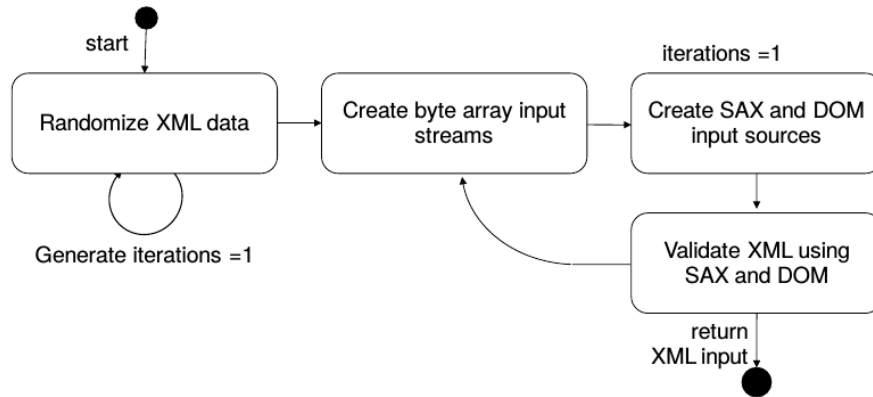 start
iterations =1
Randomize XML data
Create byte array input
streams
Create SAX and DOM
input sources
Generate iterations =1
Validate XML using
SAX and DOM
return
XML input